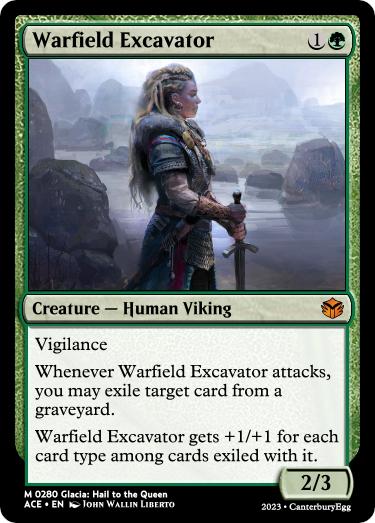 Warfield Excavator 1
Creature — Human Viking
Vigilance
Whenever Warfield Excavator attacks,
you may exile target card from a
graveyard.
Warfield Excavator gets +1/+1 for each
card type among cards exiled with it.
2/3
M 0280 Glacia: Hail to the Queen
ACE • EN John Wallin Liberto
2023 • CanterburyEgg